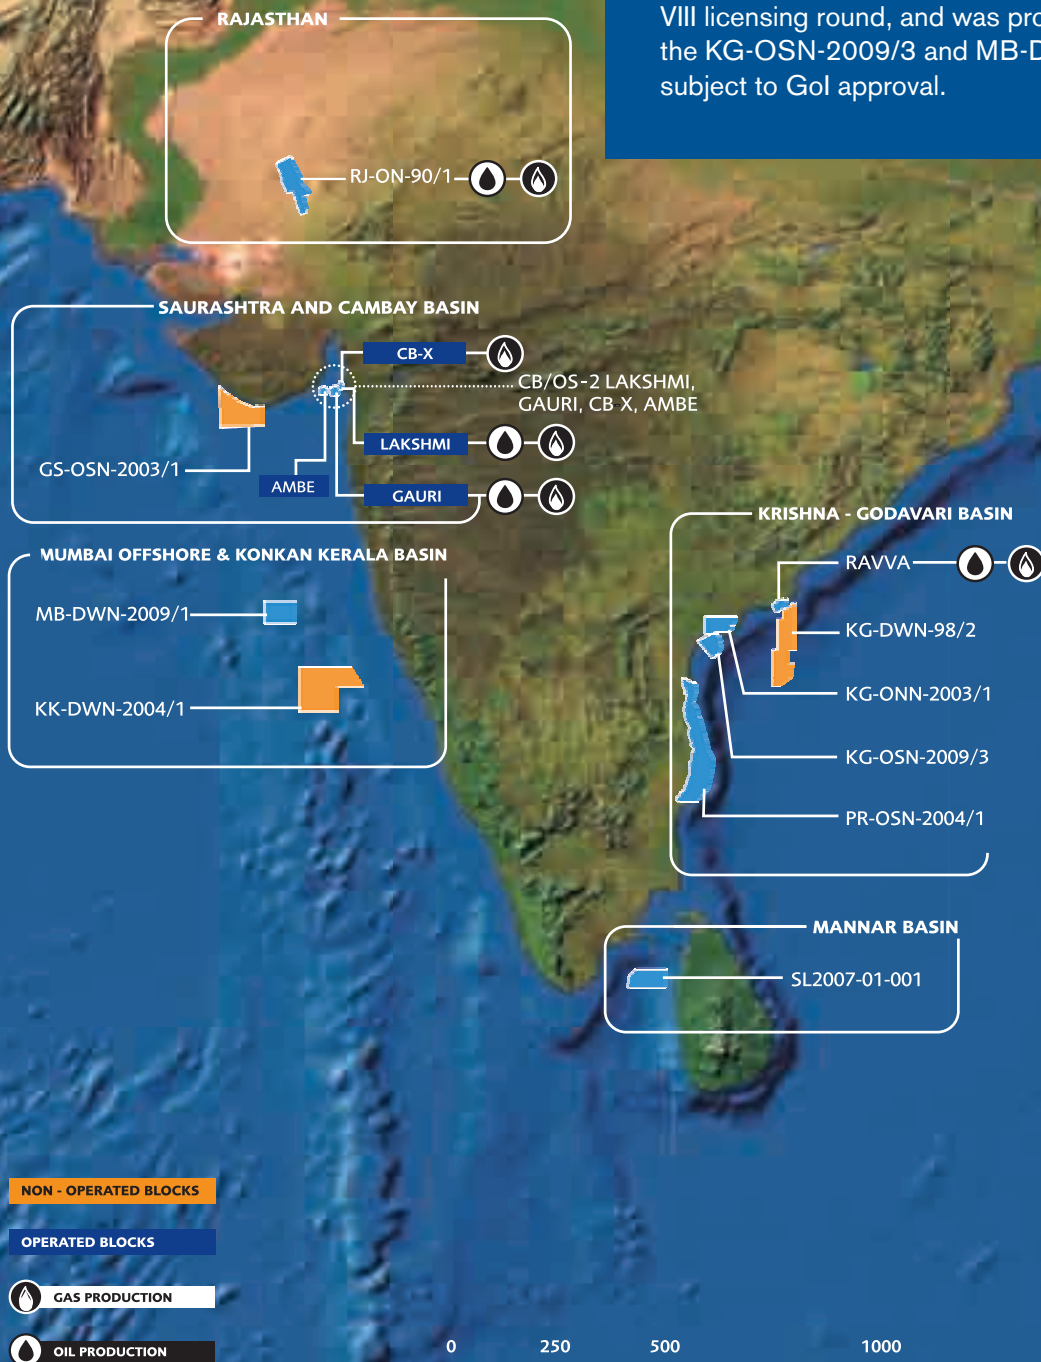 VIII licensing round, and was
the KG-OSN-2009/3 and
subject to GoI approval.
RAJASTHAN
RJ-ON-90/1
SAURASHTRA AND CAMBAY BASIN
CB-X
CB/OS-2 LAKSHMI,
GAURI, CB X, AMBE
LAKSHMI
GS-OSN-2003/1
AMBE
GAURI
KRISHNA - GODAVARI BASIN
MUMBAI OFFSHORE & KONKAN KERALA BASIN
RAVVA
MB-DWN-2009/1
KG-DWN-98/2
KG-ONN-2003/1
KK-DWN-2004/1
KG-OSN-2009/3
PR-OSN-2004/1
MANNAR BASIN
SL2007-01-001
NON - OPERATED BLOCKS
OPERATED BLOCKS
GAS PRODUCTION
OIL PRODUCTION
0 250 500 1000